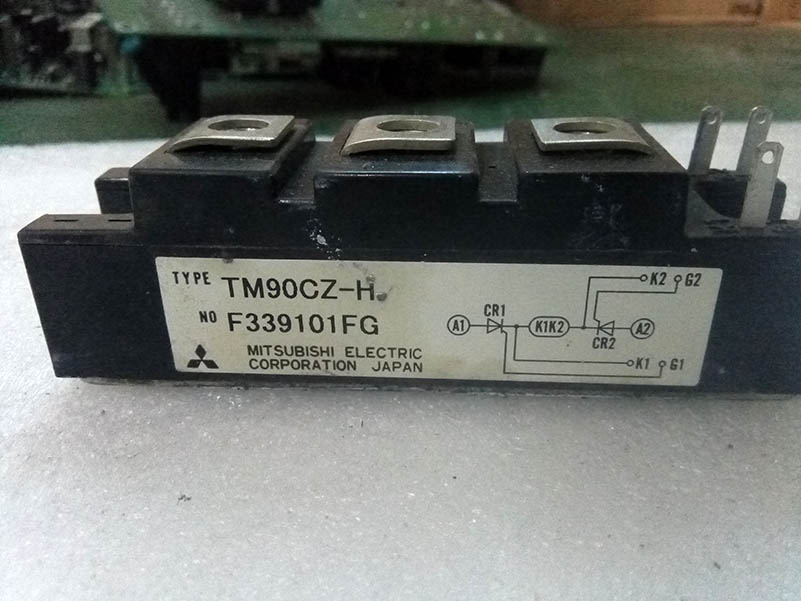 TYPE TM90CZ-H
NO F339101FG
MITSUBISHI ELECTRIC
CORPORATION JAPAN
K2 G2
CR1
A1 K1K2 A2
CR2
K1 G1